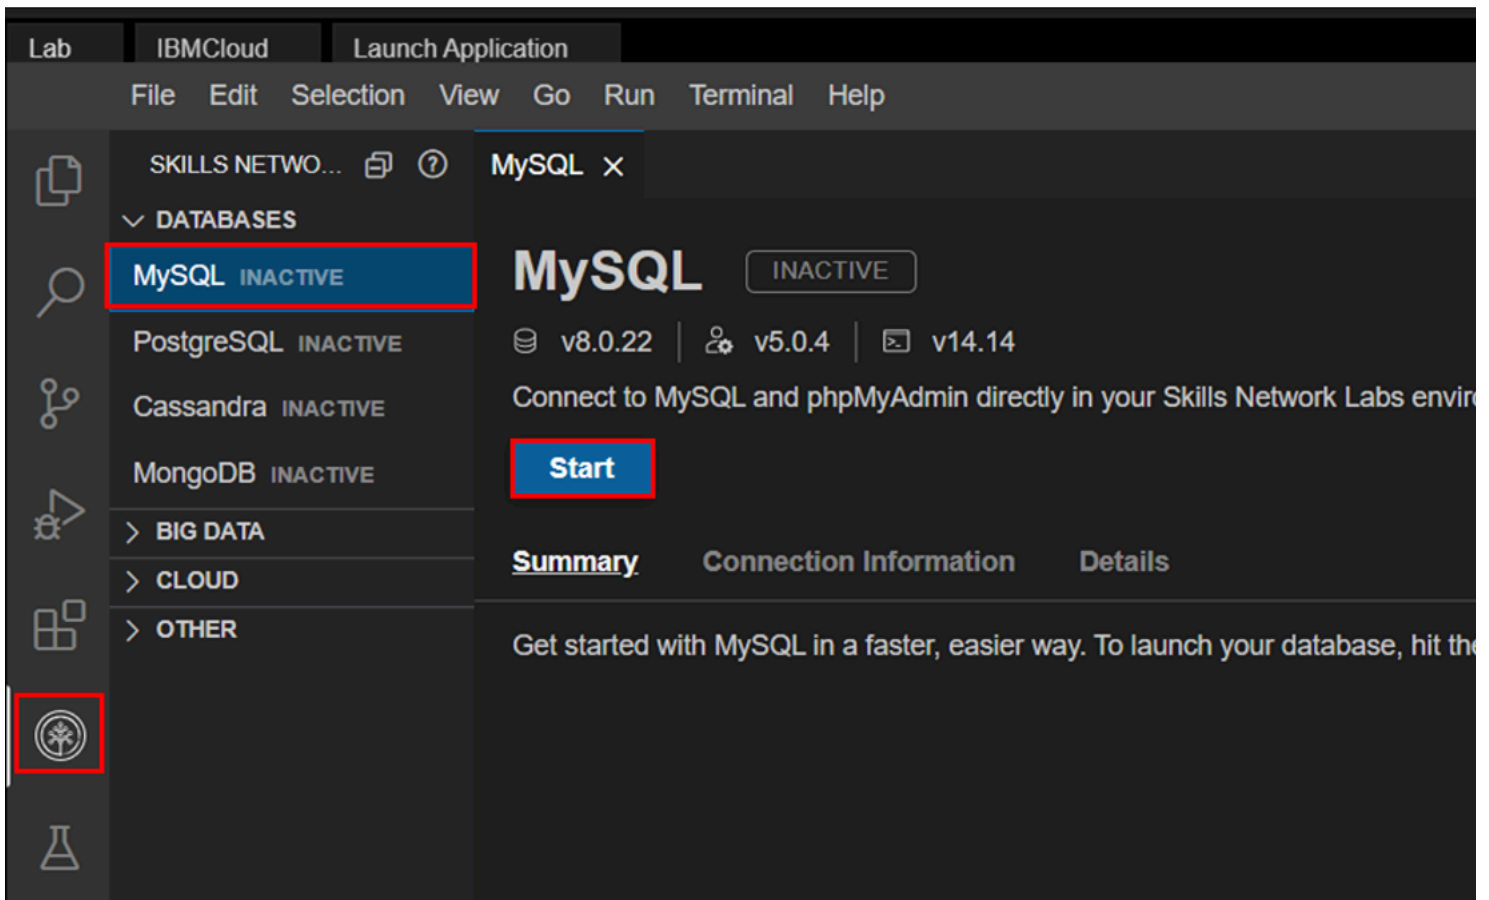 Lab IBMCloud Launch Application
File Edit Selection View Go Run Terminal Help
SKILLS NETWO... MySQL
DATABASES
MySQL INACTIVE
PostgreSQL INACTIVE
Cassandra INACTIVE
MongoDB INACTIVE
BIG DATA
CLOUD
OTHER
MySQL INACTIVE
v8.0.22 v5.0.4 v14.14
Connect to MySQL and phpMyAdmin directly in your Skills Network Labs
Start
Summary Connection Information Details
Get started with MySQL in a faster, easier way. To launch your database, hit